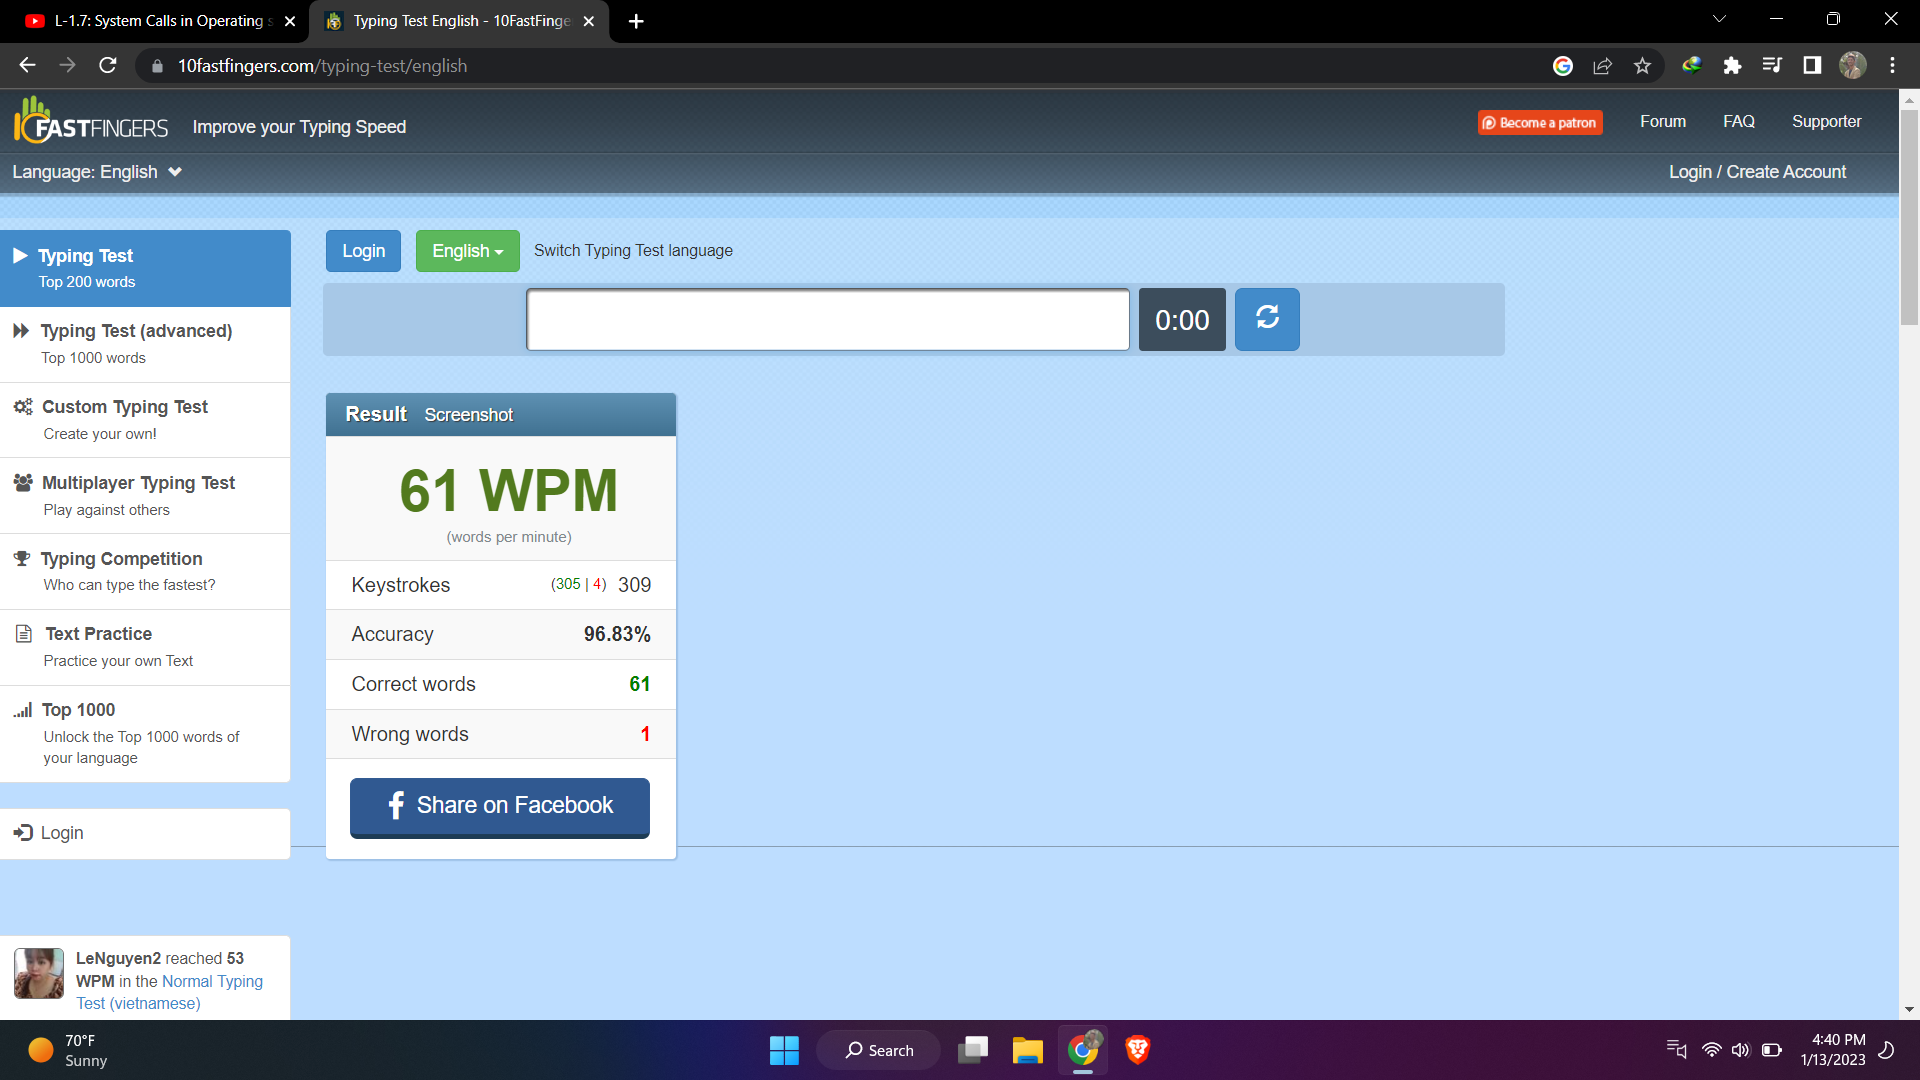 L-1.7: System Calls in Operating s
Typing Test English - 10FastFinge
10fastfingers.com/typing-test/english
10FASTFINGERS
Improve your Typing Speed
Become a patron
Forum
FAQ
Supporter
Language: English
Login / Create Account
Typing Test
Top 200 words
Typing Test (advanced)
Top 1000 words
Custom Typing Test
Create your own!
Multiplayer Typing Test
Play against others
Typing Competition
Who can type the fastest?
Text Practice
Practice your own Text
Top 1000
Unlock the Top 1000 words of
your language
Login
LeNguyen2 reached 53
WPM in the Normal Typing
Test (vietnamese)
Login
English
Switch Typing Test language
0:00
Result Screenshot
61 WPM
(words per minute)
Keystrokes (305 | 4) 309
Accuracy 96.83%
Correct words 61
Wrong words 1
Share on Facebook
70°F
Sunny
Search
4:40 PM
1/13/2023